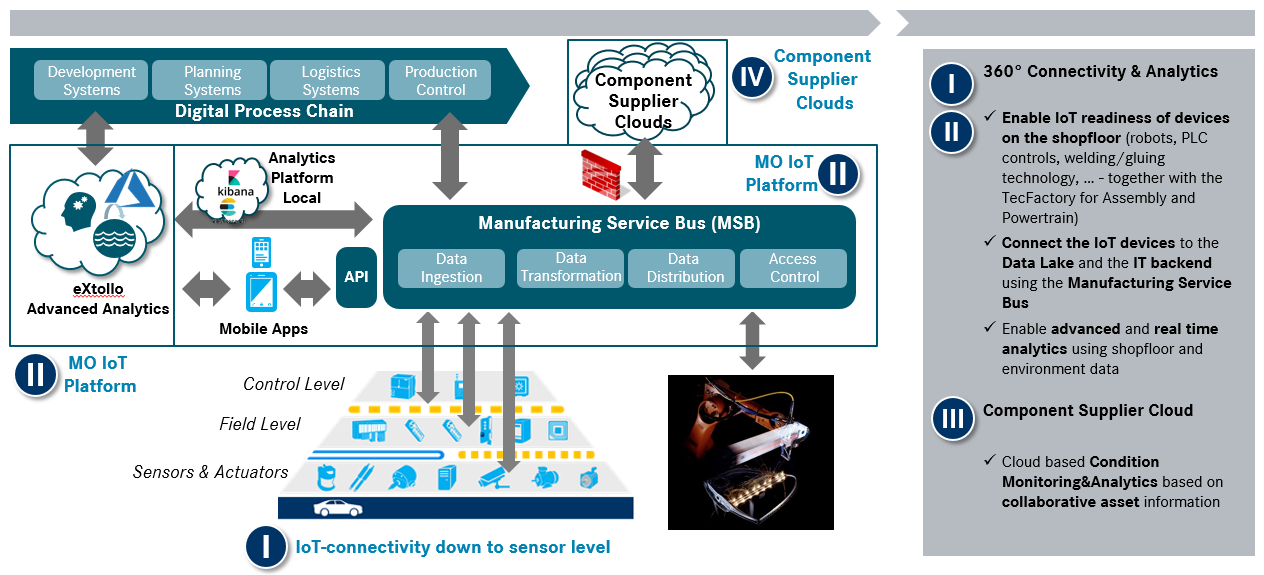 Development
Systems
Planning
Systems
Logistics
Systems
Production
Control
Digital Process Chain
Component
Supplier
Clouds
IV
Component
Supplier
Clouds
Analytics
Platform
Local
kibana
MO IoT
Platform
II
eXtollo
Advanced Analytics
Mobile Apps
API
Manufacturing Service Bus (MSB)
Data
Ingestion
Data
Transformation
Data
Distribution
Access
Control
II
MO IoT
Platform
Control Level
Field Level
Sensors & Actuators
I
IoT-connectivity down to sensor level
I
360° Connectivity & Analytics
II
✓ Enable IoT readiness of devices
on the shopfloor (robots, PLC
controls, welding/gluing
technology, … - together with the
TecFactory for Assembly and
Powertrain)
✓ Connect the IoT devices to the
Data Lake and the IT backend
using the Manufacturing Service
Bus
✓ Enable advanced and real time
analytics using shopfloor and
environment data
III
Component Supplier Cloud
✓ Cloud based Condition
Monitoring&Analytics based on
collaborative asset information